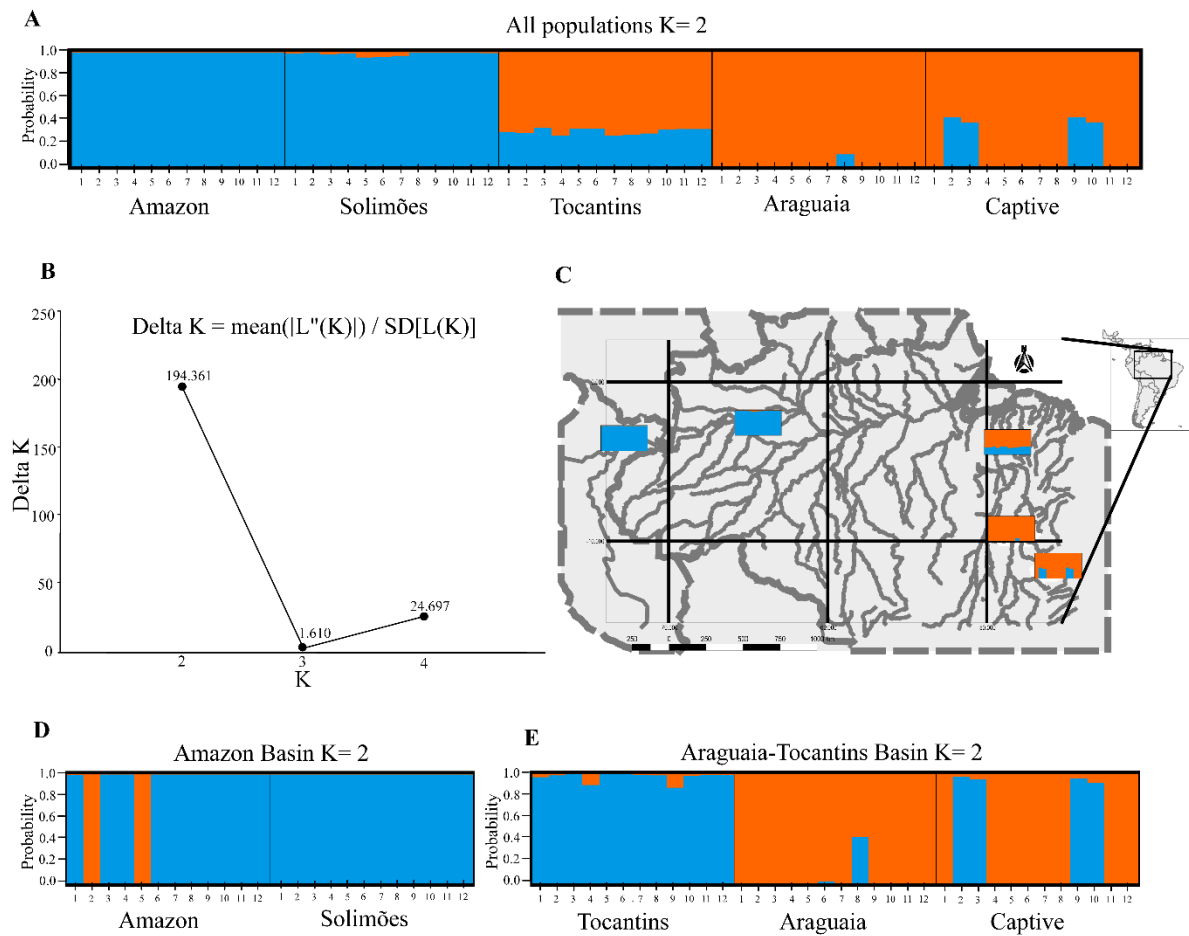 A
All populations K= 2
Probability
1.0
0.8
0.6
0.4
0.2
0.0
1 2 3 4 5 6 7 8 9 10 11 12 1 2 3 4 5 6 7 8 9 10 11 12 1 2 3 4 5 6 7 8 9 10 11 12 1 2 3 4 5 6 7 8 9 10 11 12 1 2 3 4 5 6 7 8 9 10 11 12
Amazon Solimões Tocantins Araguaia Captive
B
Delta K = mean(|L"(K)|) / SD[L(K)]
Delta K
250
200
150
100
50
0
194.361
1.610
24.697
2 3 4
K
C
N
250 0 250 500 750 1000 km
D
Amazon Basin K= 2
Probability
1.0
0.8
0.6
0.4
0.2
0.0
1 2 3 4 5 6 7 8 9 10 11 12 1 2 3 4 5 6 7 8 9 10 11 12
Amazon Solimões
E
Araguaia-Tocantins Basin K= 2
Probability
1.0
0.8
0.6
0.4
0.2
0.0
1 2 3 4 5 6 7 8 9 10 11 12 1 2 3 4 5 6 7 8 9 10 11 12 1 2 3 4 5 6 7 8 9 10 11 12
Tocantins Araguaia Captive